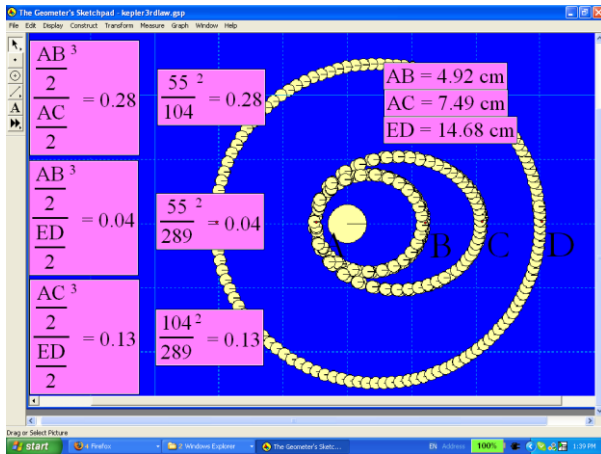 The Geometer's Sketchpad - kepler3rdlaw.gsp
File Edit Display Construct Transform Measure Graph Window Help
AB 3
2
AC
2
= 0.28
55 2
104
= 0.28
AB = 4.92 cm
AC = 7.49 cm
ED = 14.68 cm
AB 3
2
ED
2
= 0.04
55 2
289
= 0.04
A B C D
AC 3
2
ED
2
= 0.13
104 2
289
= 0.13
A
Drag or Select Picture
start
4 Firefox
2 Windows Explorer
The Geometer's Sketc...
EN Address 100% 1:39 PM